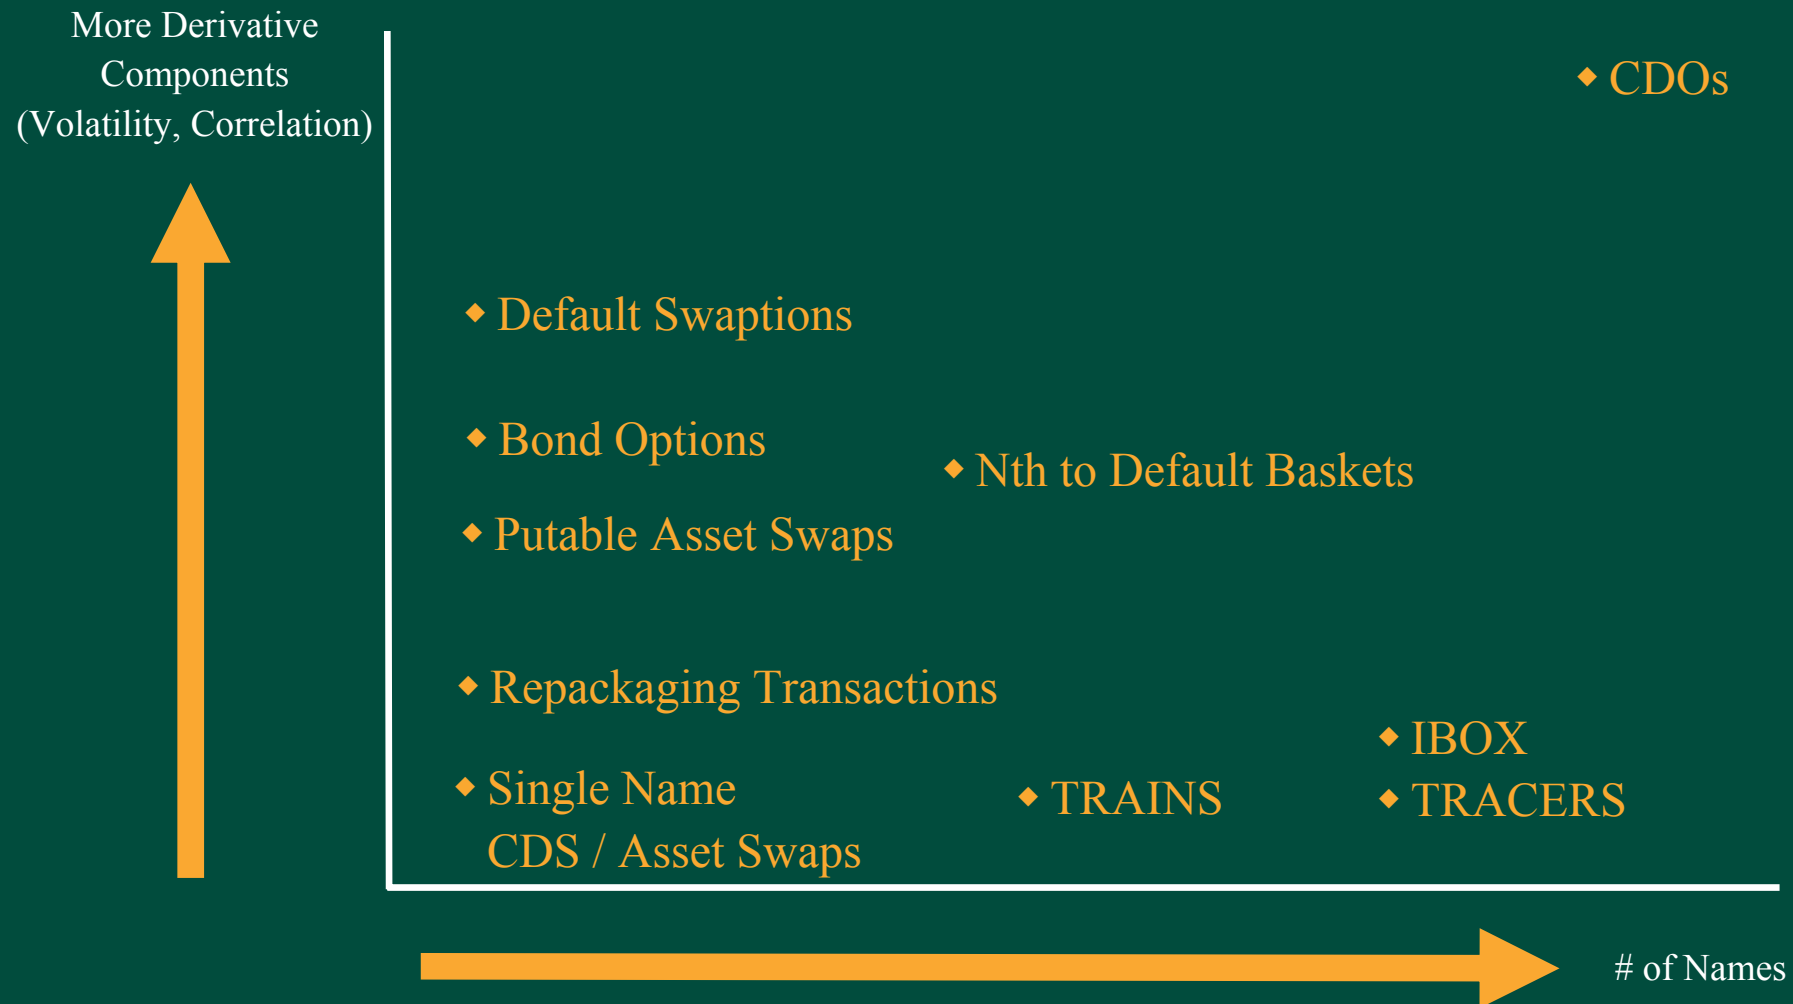 More Derivative
Components
(Volatility, Correlation)
◆ CDOs
◆ Default Swaptions
◆ Bond Options
◆ Nth to Default Baskets
◆ Putable Asset Swaps
◆ Repackaging Transactions
◆ IBOX
◆ Single Name
CDS / Asset Swaps
◆ TRAINS
◆ TRACERS
# of Names